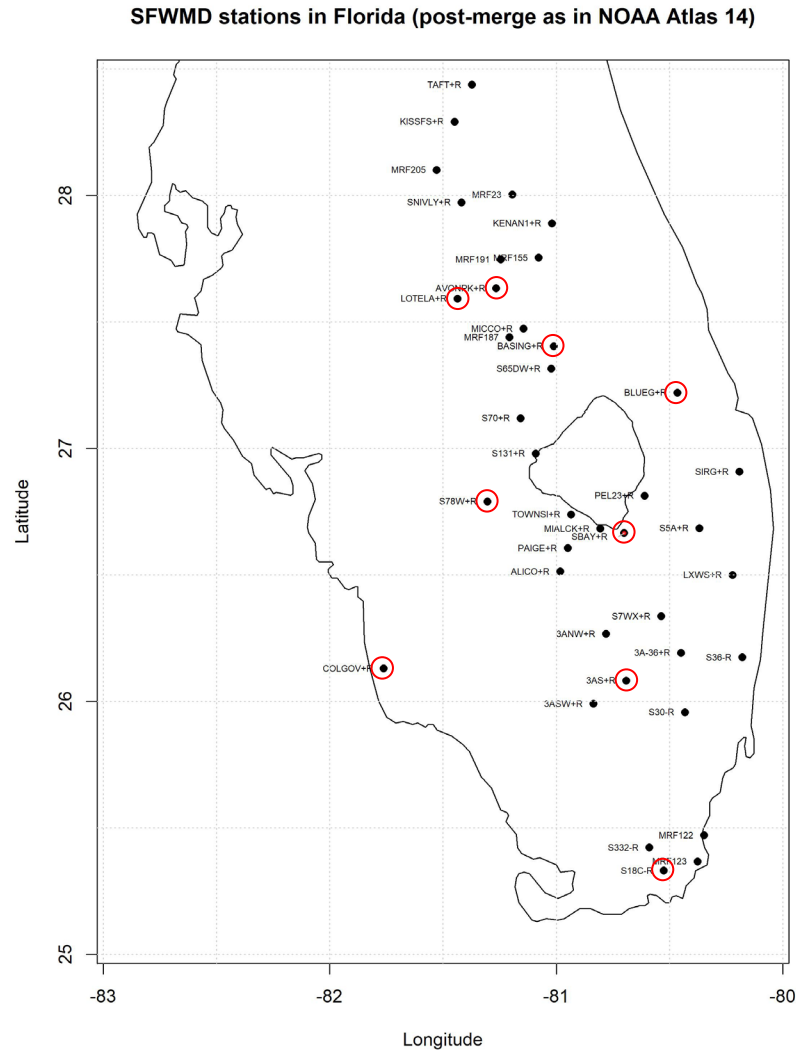 SFWMD stations in Florida (post-merge as in NOAA Atlas 14)
TAFT+R
KISSFS+R
MRF205
MRF23
SNIVLY+R
KENAN1+R
MRF191
MRF155
AVONPK+R
LOTELA+R
MICCO+R
MRF187
BASING+R
S65DW+R
BLUEG+R
S70+R
S131+R
SIRG+R
S78W+R
PEL23+R
TOWNSI+R
MIALCK+R
SBAY+R
S5A+R
PAIGE+R
ALICO+R
LXWS+R
S7WX+R
3ANW+R
3A-36+R
S36-R
COLGOV+R
3AS+R
3ASW+R
S30-R
MRF122
S332-R
MRF123
S18C-R
28
27
26
25
Latitude
-83
-82
-81
-80
Longitude